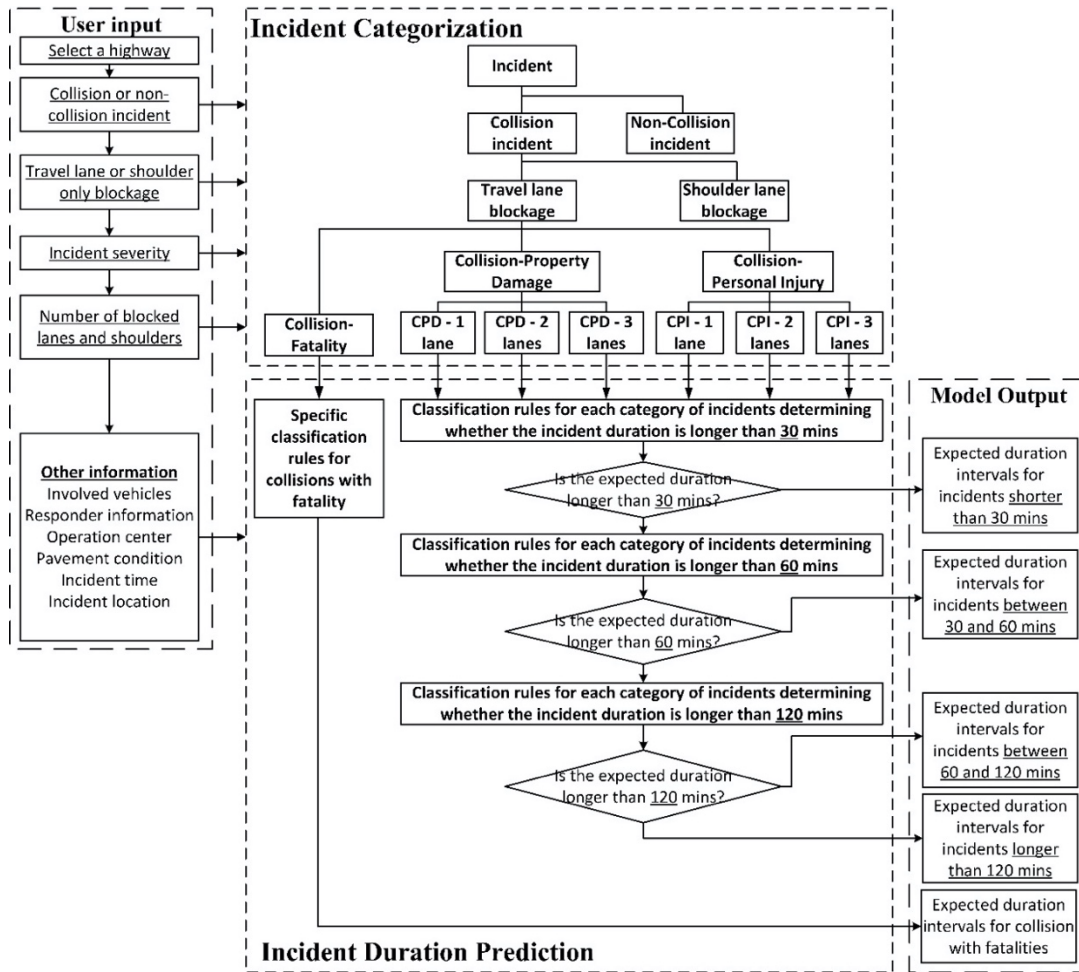 User input
Select a highway
Collision or non-
collision incident
Travel lane or shoulder
only blockage
Incident severity
Number of blocked
lanes and shoulders
Other information
Involved vehicles
Responder information
Operation center
Pavement condition
Incident time
Incident location
Incident Categorization
Incident
Collision
incident
Non-Collision
incident
Travel lane
blockage
Shoulder lane
blockage
Collision-Property
Damage
Collision-
Personal Injury
Collision-
Fatality
CPD - 1
lane
CPD - 2
lanes
CPD - 3
lanes
CPI - 1
lane
CPI - 2
lanes
CPI - 3
lanes
Specific
classification
rules for
collisions with
fatality
Classification rules for each category of incidents determining
whether the incident duration is longer than 30 mins
Is the expected duration
longer than 30 mins?
Classification rules for each category of incidents determining
whether the incident duration is longer than 60 mins
Is the expected duration
longer than 60 mins?
Classification rules for each category of incidents determining
whether the incident duration is longer than 120 mins
Is the expected duration
longer than 120 mins?
Incident Duration Prediction
Model Output
Expected duration
intervals for
incidents shorter
than 30 mins
Expected duration
intervals for
incidents between
30 and 60 mins
Expected duration
intervals for
incidents between
60 and 120 mins
Expected duration
intervals for
incidents longer
than 120 mins
Expected duration
intervals for collision
with fatalities